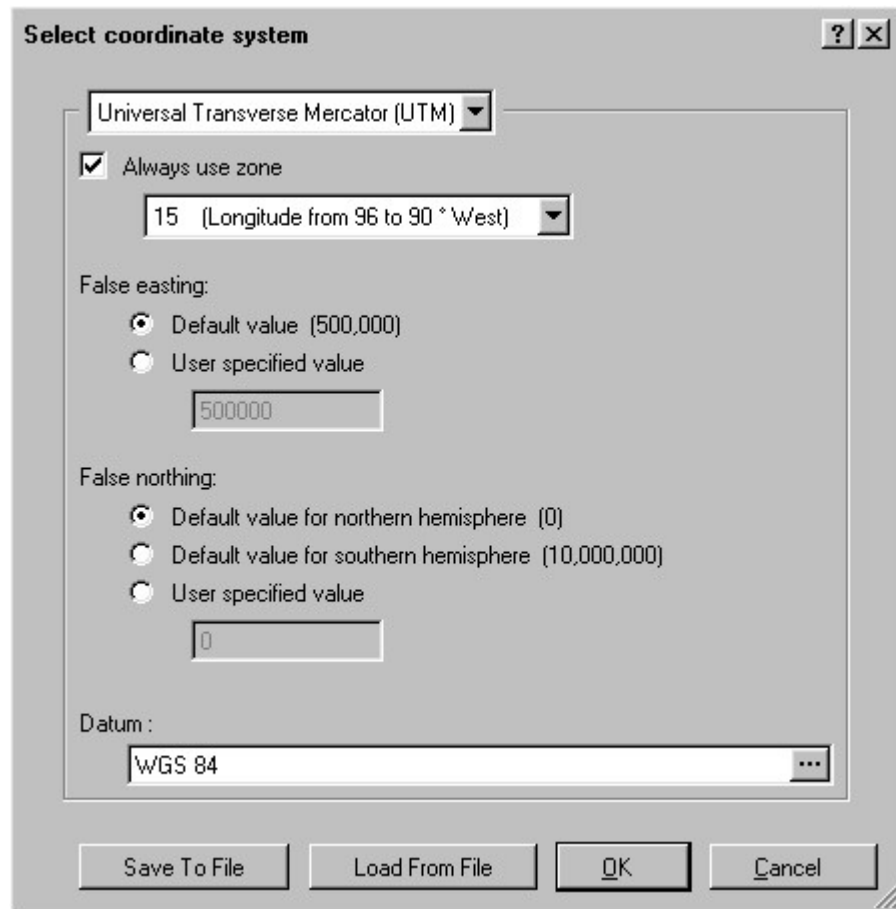 Select coordinate system
Universal Transverse Mercator (UTM)
Always use zone
15 (Longitude from 96 to 90 ° West)
False easting:
Default value (500,000)
User specified value
500000
False northing:
Default value for northern hemisphere (0)
Default value for southern hemisphere (10,000,000)
User specified value
0
Datum :
WGS 84
Save To File Load From File OK Cancel